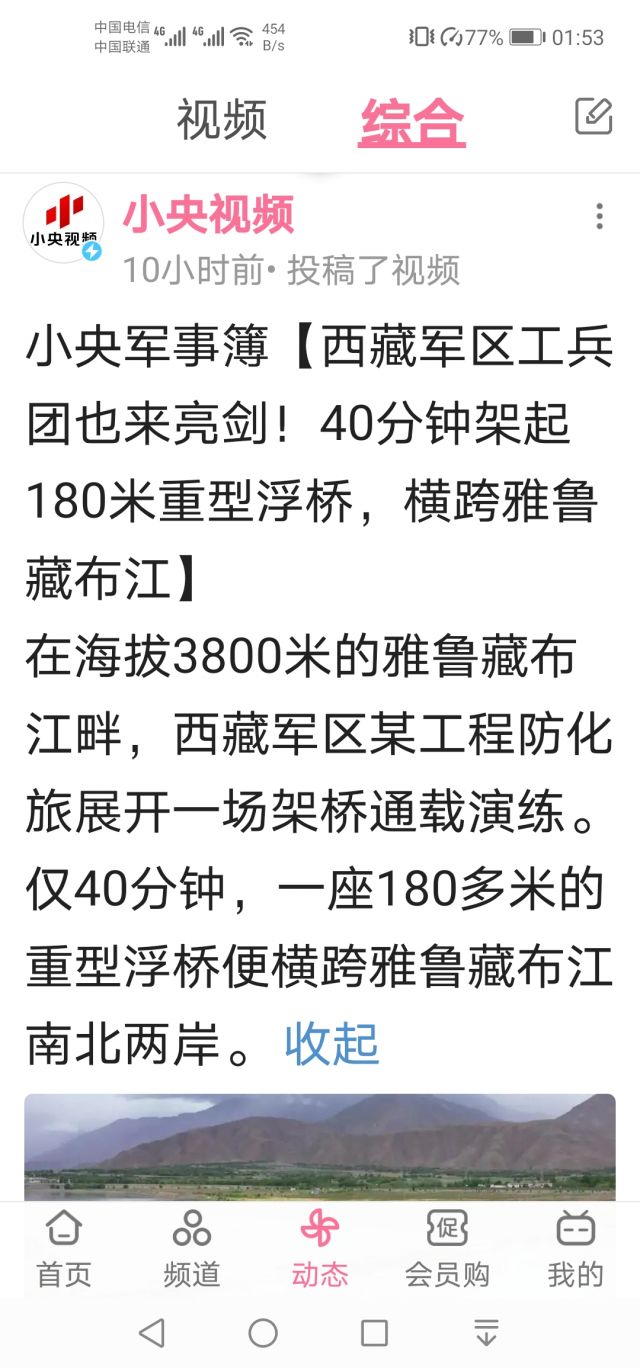 中国电信 4G 4G 454
中国联通 B/s 77% 01:53
视频 综合
小央视频
小央视频
10小时前• 投稿了视频
小央军事簿【西藏军区工兵
团也来亮剑！40分钟架起
180米重型浮桥，横跨雅鲁
藏布江】
在海拔3800米的雅鲁藏布
江畔，西藏军区某工程防化
旅展开一场架桥通载演练。
仅40分钟，一座180多米的
重型浮桥便横跨雅鲁藏布江
南北两岸。 收起
促
首页 频道 动态 会员购 我的